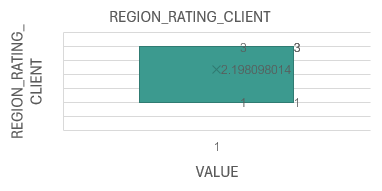 REGION_RATING_CLIENT
REGION_RATING_
CLIENT
3 3
×2.198098014
1 1
1
VALUE